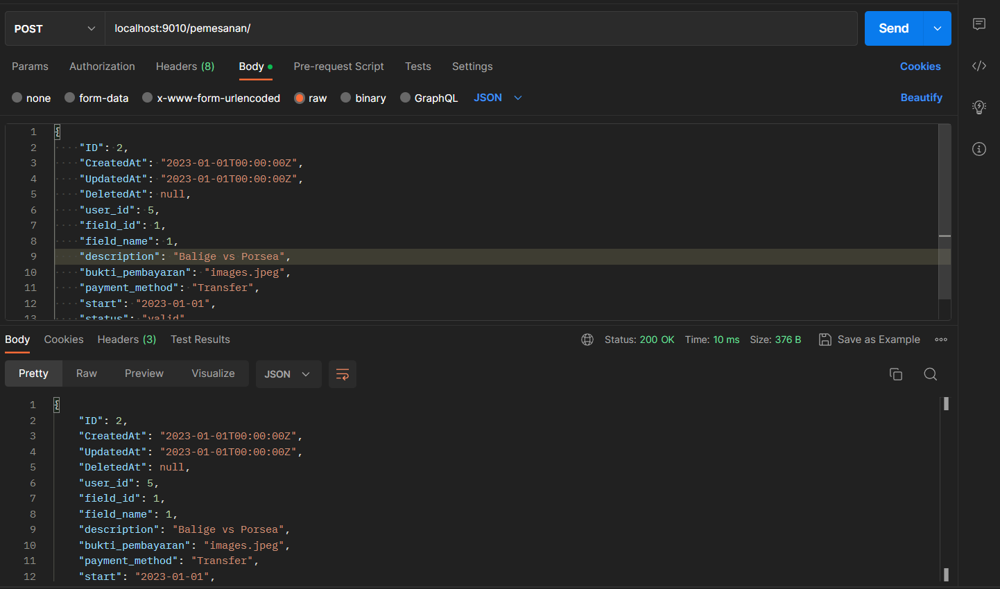 POST localhost:9010/pemesanan/ Send
Params Authorization Headers (8) Body Pre-request Script Tests Settings Cookies
none form-data x-www-form-urlencoded raw binary GraphQL JSON Beautify
1 {
2 "ID": 2,
3 "CreatedAt": "2023-01-01T00:00:00Z",
4 "UpdatedAt": "2023-01-01T00:00:00Z",
5 "DeletedAt": null,
6 "user_id": 5,
7 "field_id": 1,
8 "field_name": 1,
9 "description": "Balige vs Porsea",
10 "bukti_pembayaran": "images.jpeg",
11 "payment_method": "Transfer",
12 "start": "2023-01-01",
13 "status": "valid"
Body Cookies Headers (3) Test Results Status: 200 OK Time: 10 ms Size: 376 B Save as Example
Pretty Raw Preview Visualize JSON
1 {
2 "ID": 2,
3 "CreatedAt": "2023-01-01T00:00:00Z",
4 "UpdatedAt": "2023-01-01T00:00:00Z",
5 "DeletedAt": null,
6 "user_id": 5,
7 "field_id": 1,
8 "field_name": 1,
9 "description": "Balige vs Porsea",
10 "bukti_pembayaran": "images.jpeg",
11 "payment_method": "Transfer",
12 "start": "2023-01-01",